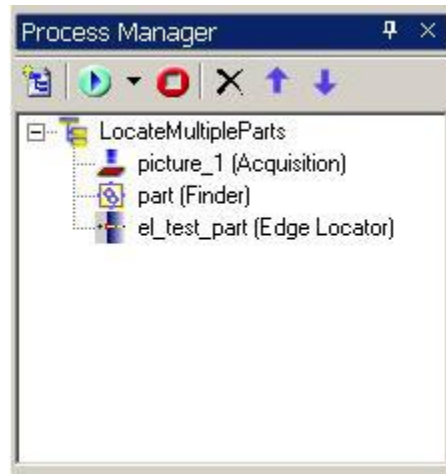 Process Manager
LocateMultipleParts
picture_1 (Acquisition)
part (Finder)
el_test_part (Edge Locator)